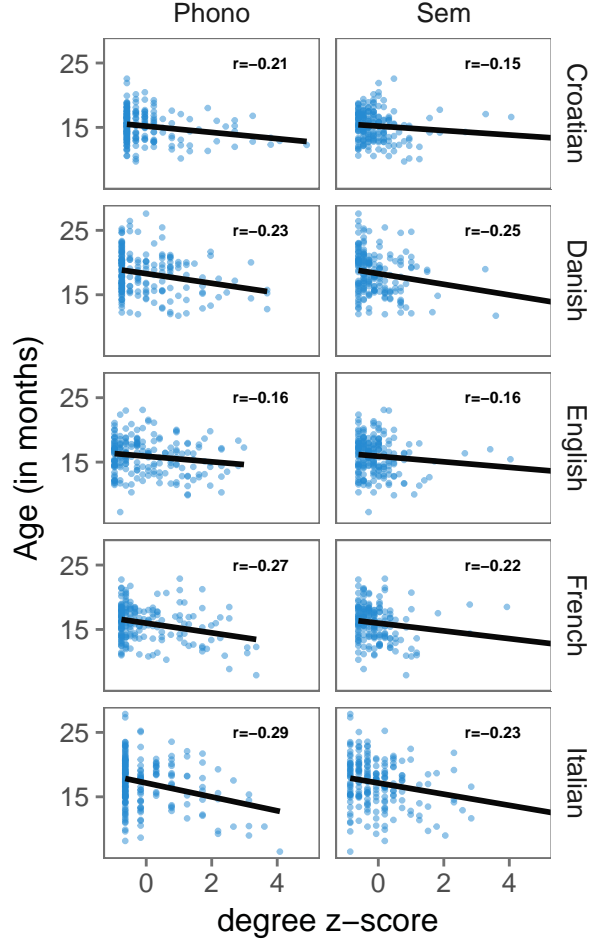 Phono Sem
25 r=−0.21 r=−0.15 Croatian
15
25 r=−0.23 r=−0.25 Danish
15
25 r=−0.16 r=−0.16 English
15
25 r=−0.27 r=−0.22 French
15
25 r=−0.29 r=−0.23 Italian
15
Age (in months)
0 2 4 0 2 4
degree z−score